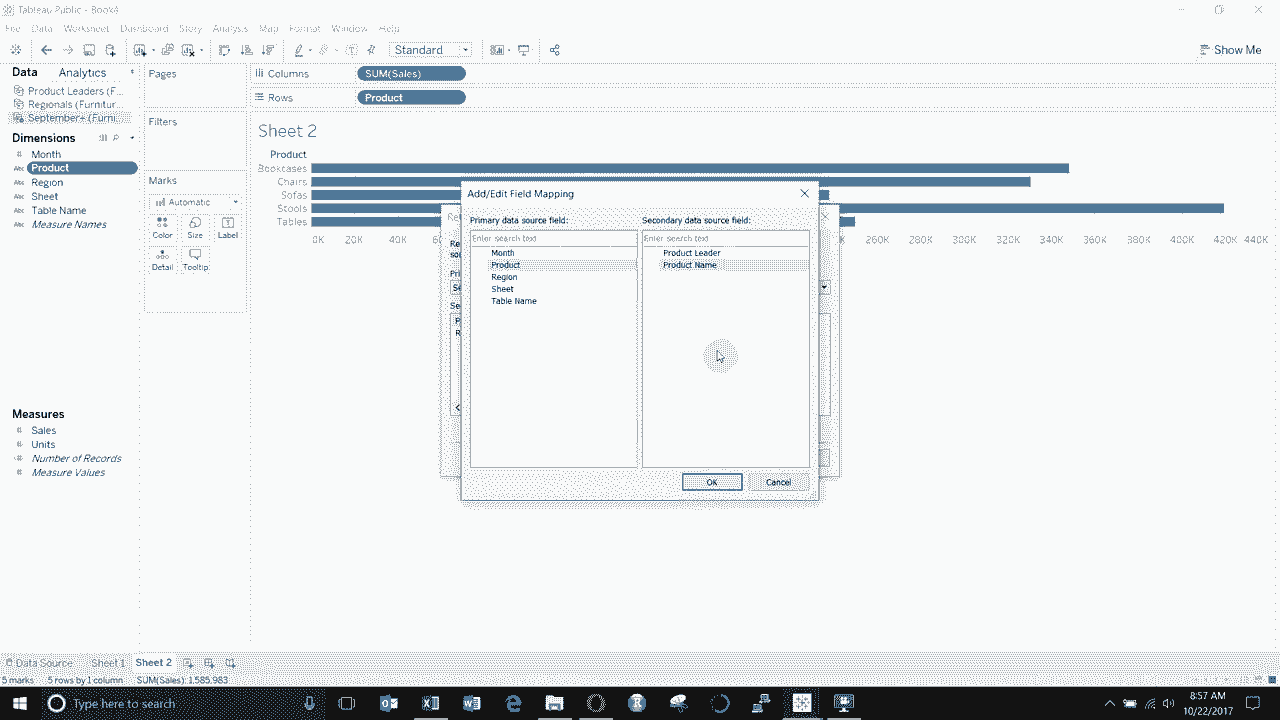 Tableau Public - Book4
File Data Worksheet Dashboard Story Analysis Map Format Window Help
Standard
Show Me
Data Analytics
Product Leaders (F...
Regionals (Furnitur...
Septembers (Furni...
Dimensions
Month
Abc Product
Abc Region
Abc Sheet
Abc Table Name
Abc Measure Names
Measures
# Sales
# Units
Number of Records
# Measure Values
Pages
Filters
Marks
Automatic
Color Size Label
Detail Tooltip
Columns SUM(Sales)
Rows Product
Sheet 2
Product
Bookcases
Chairs
Sofas
Stools
Tables
0K 20K 40K 260K 280K 300K 320K 340K 360K 380K 400K 420K 440K
Add/Edit Field Mapping
Primary data source field: Secondary data source field:
Enter search text Enter search text
Month Product Leader
Product Product Name
Region
Sheet
Table Name
OK Cancel
Data Source Sheet 1 Sheet 2
5 marks 5 rows by 1 column SUM(Sales): 1,585,983
Type here to search
8:57 AM
10/22/2017